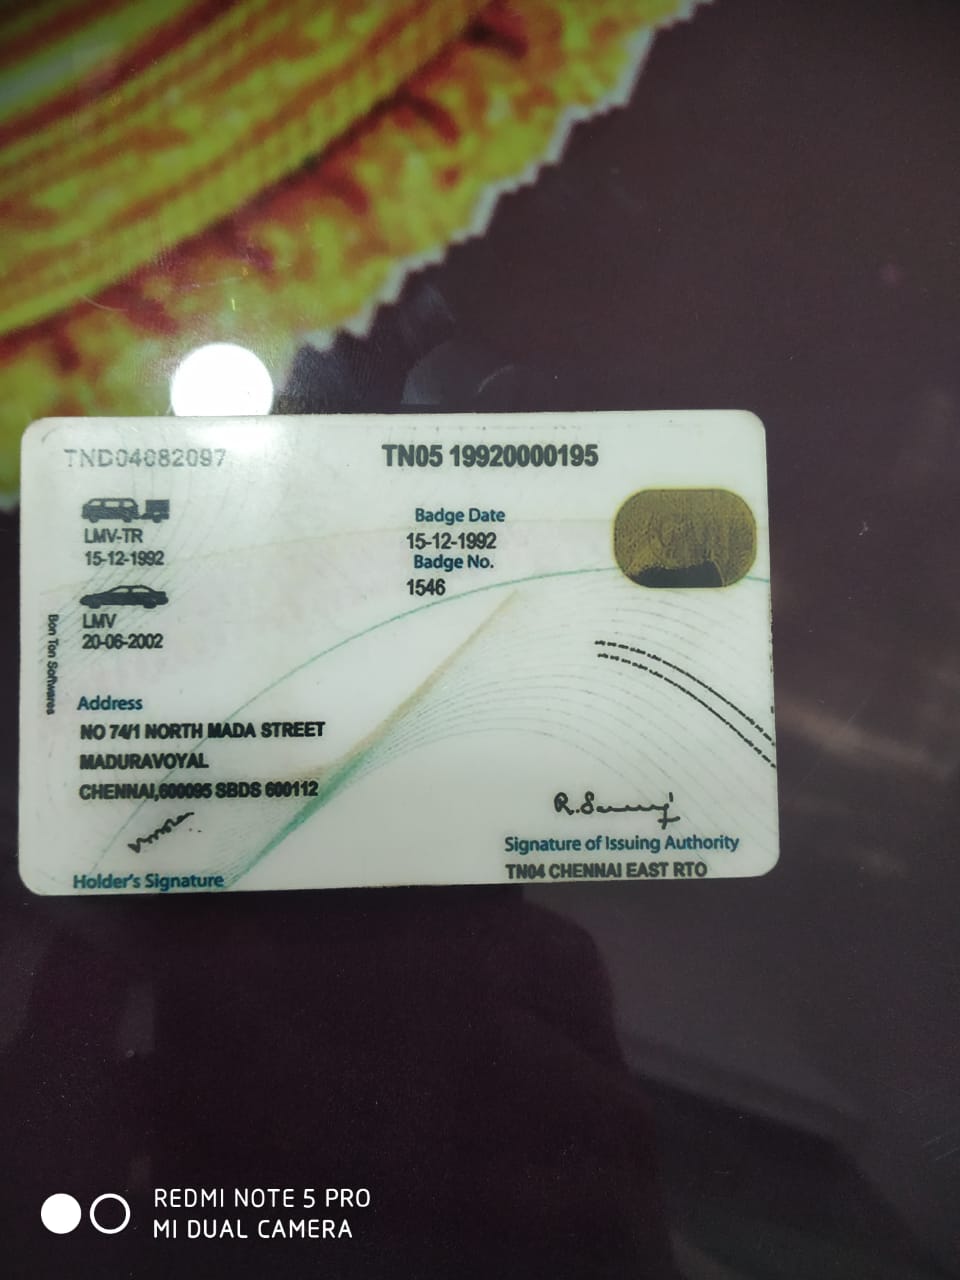 TND04082097
TN05 19920000195
LMV-TR
15-12-1992
Badge Date
15-12-1992
Badge No.
1546
LMV
20-06-2002
Bon Ton Softwares
Address
NO 74/1 NORTH MADA STREET
MADURAVOYAL
CHENNAI,600095 SBDS 600112
Holder's Signature
Signature of Issuing Authority
TN04 CHENNAI EAST RTO
REDMI NOTE 5 PRO
MI DUAL CAMERA